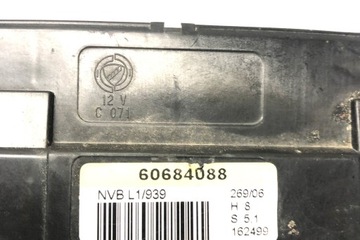 12 V
C 071
60684088
NVB L1/939
269/06
H 8
S 5.1
162499